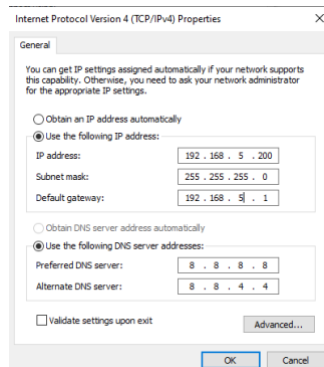 Internet Protocol Version 4 (TCP/IPv4) Properties
General
You can get IP settings assigned automatically if your network supports
this capability. Otherwise, you need to ask your network administrator
for the appropriate IP settings.
Obtain an IP address automatically
Use the following IP address:
IP address: 192 . 168 . 5 . 200
Subnet mask: 255 . 255 . 255 . 0
Default gateway: 192 . 168 . 5 . 1
Obtain DNS server address automatically
Use the following DNS server addresses:
Preferred DNS server: 8 . 8 . 8 . 8
Alternate DNS server: 8 . 8 . 4 . 4
Validate settings upon exit
Advanced...
OK Cancel